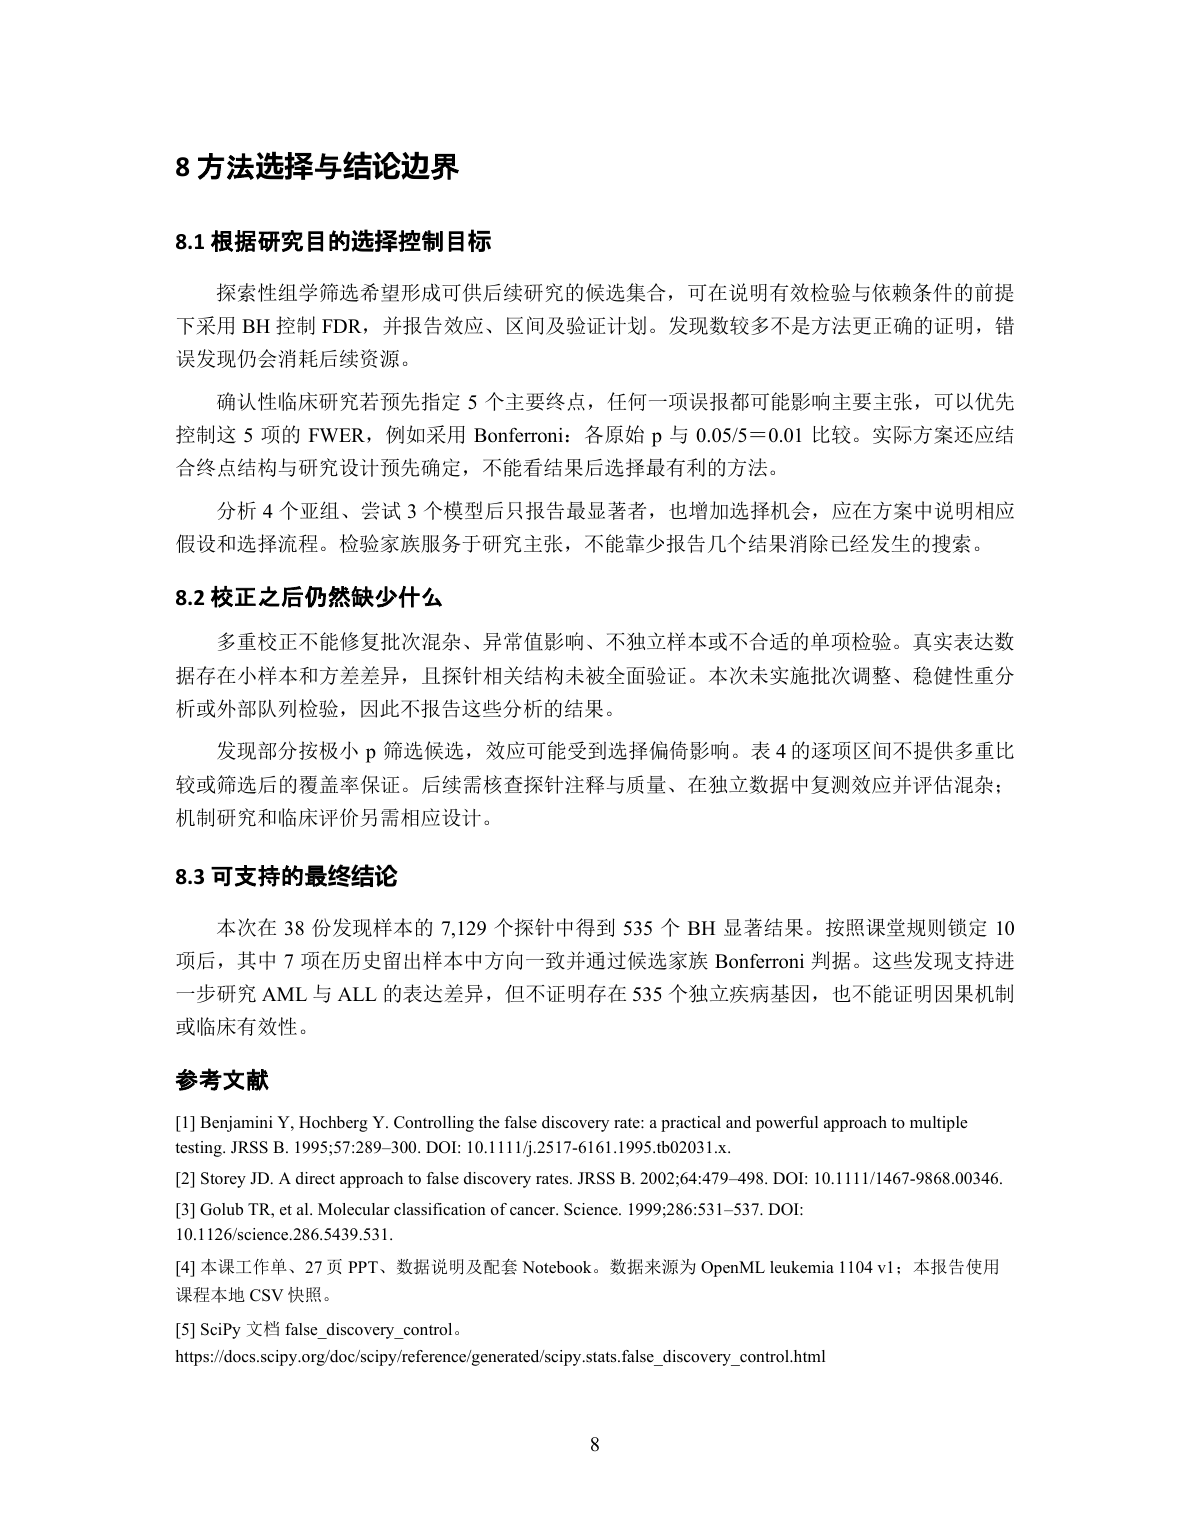 8 方法选择与结论边界
8.1 根据研究目的选择控制目标
探索性组学筛选希望形成可供后续研究的候选集合，可在说明有效检验与依赖条件的前提
下采用 BH 控制 FDR，并报告效应、区间及验证计划。发现数较多不是方法更正确的证明，错
误发现仍会消耗后续资源。
确认性临床研究若预先指定 5 个主要终点，任何一项误报都可能影响主要主张，可以优先
控制这 5 项的 FWER，例如采用 Bonferroni：各原始 p 与 0.05/5＝0.01 比较。实际方案还应结
合终点结构与研究设计预先确定，不能看结果后选择最有利的方法。
分析 4 个亚组、尝试 3 个模型后只报告最显著者，也增加选择机会，应在方案中说明相应
假设和选择流程。检验家族服务于研究主张，不能靠少报告几个结果消除已经发生的搜索。
8.2 校正之后仍然缺少什么
多重校正不能修复批次混杂、异常值影响、不独立样本或不合适的单项检验。真实表达数
据存在小样本和方差差异，且探针相关结构未被全面验证。本次未实施批次调整、稳健性重分
析或外部队列检验，因此不报告这些分析的结果。
发现部分按极小 p 筛选候选，效应可能受到选择偏倚影响。表 4 的逐项区间不提供多重比
较或筛选后的覆盖率保证。后续需核查探针注释与质量、在独立数据中复测效应并评估混杂；
机制研究和临床评价另需相应设计。
8.3 可支持的最终结论
本次在 38 份发现样本的 7,129 个探针中得到 535 个 BH 显著结果。按照课堂规则锁定 10
项后，其中 7 项在历史留出样本中方向一致并通过候选家族 Bonferroni 判据。这些发现支持进
一步研究 AML 与 ALL 的表达差异，但不证明存在 535 个独立疾病基因，也不能证明因果机制
或临床有效性。
参考文献
[1] Benjamini Y, Hochberg Y. Controlling the false discovery rate: a practical and powerful approach to multiple
testing. JRSS B. 1995;57:289–300. DOI: 10.1111/j.2517-6161.1995.tb02031.x.
[2] Storey JD. A direct approach to false discovery rates. JRSS B. 2002;64:479–498. DOI: 10.1111/1467-9868.00346.
[3] Golub TR, et al. Molecular classification of cancer. Science. 1999;286:531–537. DOI:
10.1126/science.286.5439.531.
[4] 本课工作单、27 页 PPT、数据说明及配套 Notebook。数据来源为 OpenML leukemia 1104 v1；本报告使用
课程本地 CSV 快照。
[5] SciPy 文档 false_discovery_control。
https://docs.scipy.org/doc/scipy/reference/generated/scipy.stats.false_discovery_control.html
8